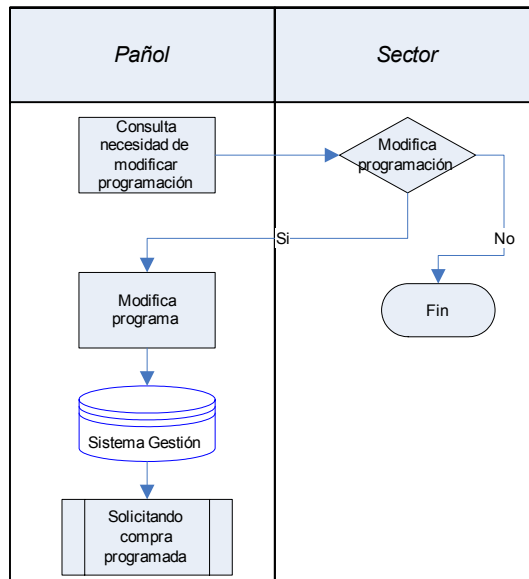 Pañol
Sector
Consulta
necesidad de
modificar
programación
Modifica
programación
Si
No
Modifica
programa
Fin
Sistema Gestión
Solicitando
compra
programada